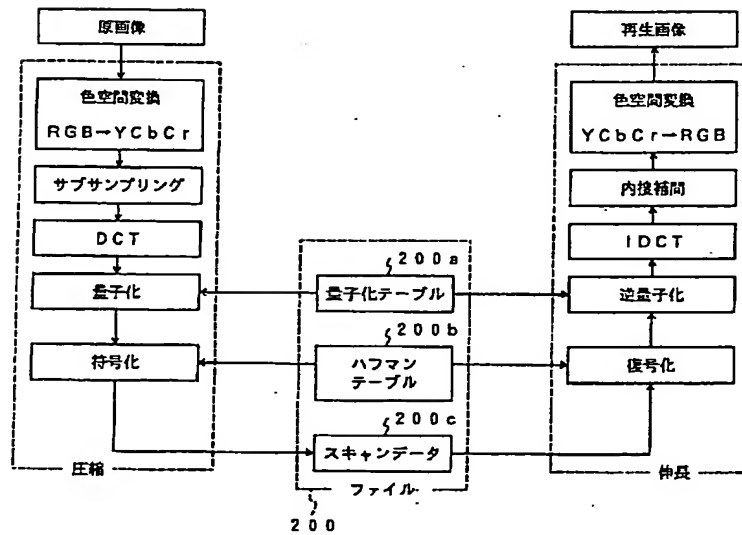 原画像
色空間変換
RGB→YCbCr
サブサンプリング
DCT
量子化
符号化
圧縮
200a
量子化テーブル
200b
ハフマン
テーブル
200c
スキャンデータ
ファイル
200
再生画像
色空間変換
YCbCr→RGB
内接補間
IDCT
逆量子化
復号化
伸長